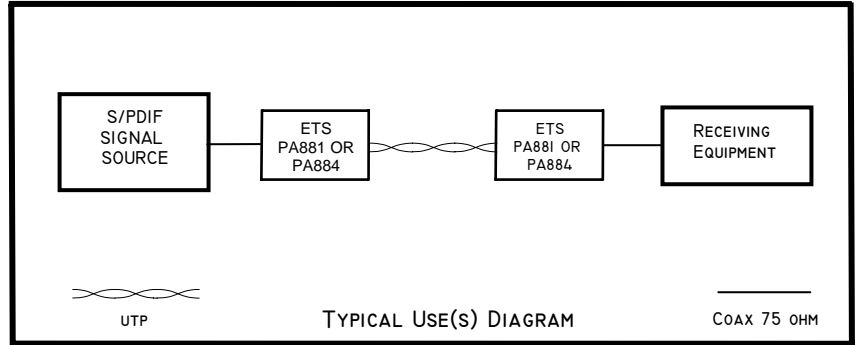 S/PDIF
SIGNAL
SOURCE
ETS
PA881 OR
PA884
ETS
PA881 OR
PA884
RECEIVING
EQUIPMENT
UTP
TYPICAL USE(S) DIAGRAM
COAX 75 OHM